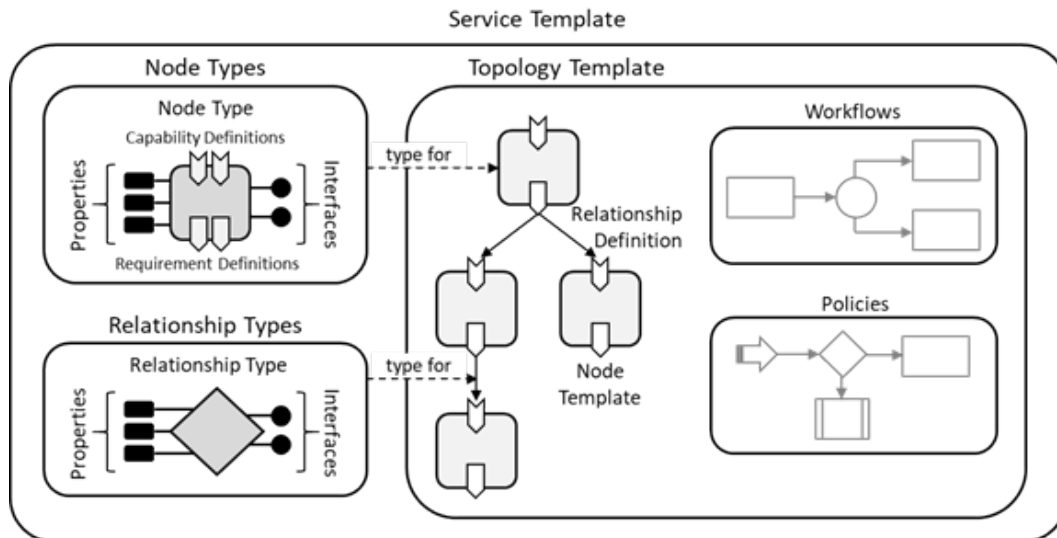 Service Template
Node Types
Node Type
Capability Definitions
Properties
Interfaces
Requirement Definitions
Relationship Types
Relationship Type
Properties
Interfaces
type for
type for
Topology Template
Relationship
Definition
Node
Template
Workflows
Policies